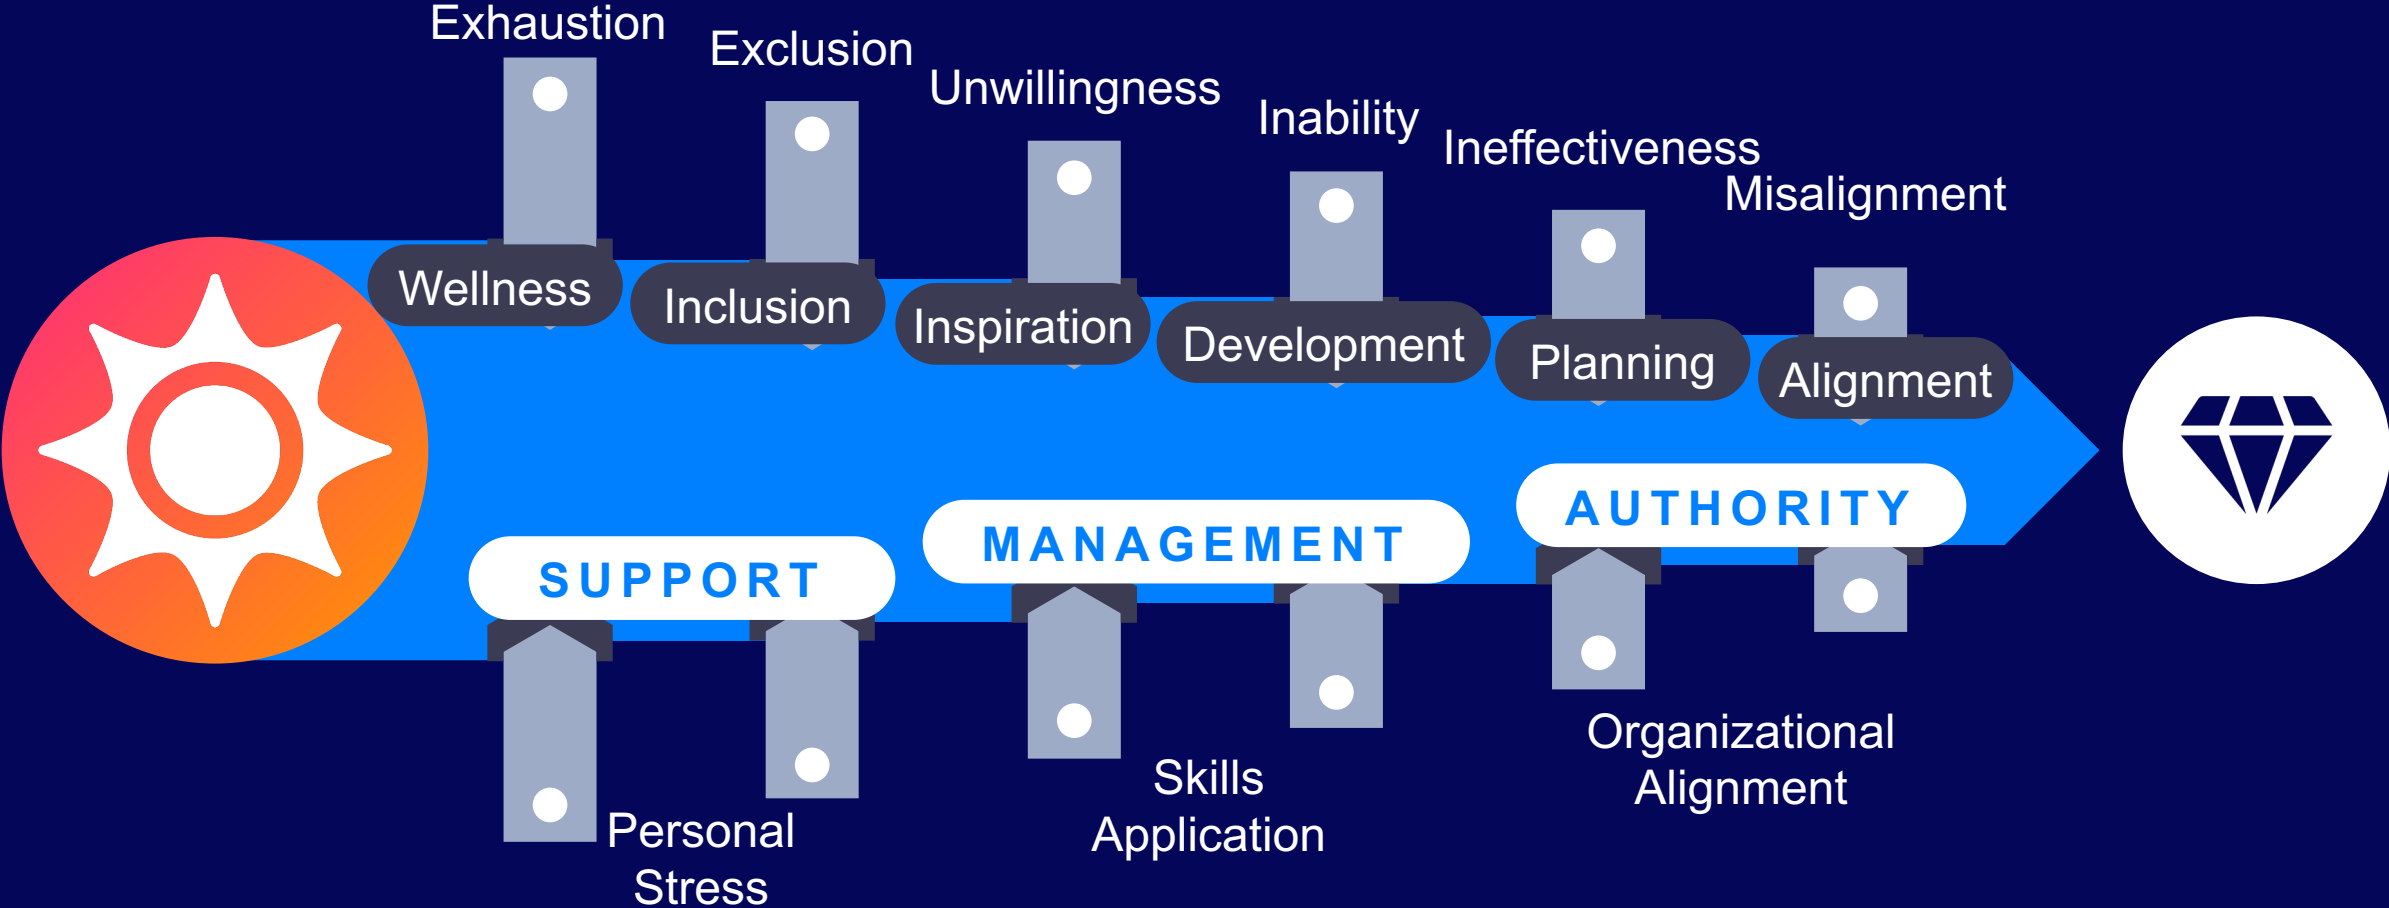 Exhaustion
Exclusion
Unwillingness
Inability
Ineffectiveness
Misalignment
Wellness
Inclusion
Inspiration
Development
Planning
Alignment
SUPPORT
MANAGEMENT
AUTHORITY
Personal
Stress
Skills
Application
Organizational
Alignment